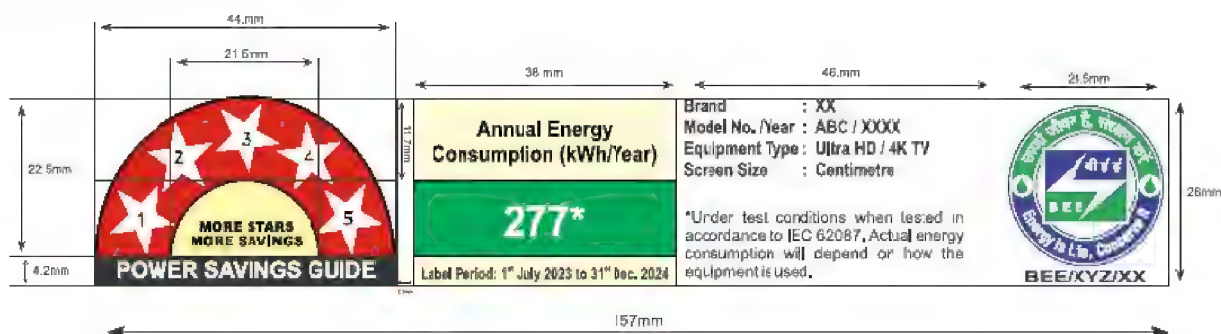 44.mm
21.5mm
38 mm
46.mm
21.5mm
22.5mm
11.7mm
4.2mm
26mm
1
2
3
4
5
MORE STARS
MORE SAVINGS
POWER SAVINGS GUIDE
Annual Energy
Consumption (kWh/Year)
277*
Label Period: 1st July 2023 to 31st Dec. 2024
Brand : XX
Model No. /Year : ABC / XXXX
Equipment Type : Ultra HD / 4K TV
Screen Size : Centimetre
*Under test conditions when tested in
accordance to IEC 62087, Actual energy
consumption will depend on how the
equipment is used.
BEE
Energy is
BEE/XYZ/XX
157mm